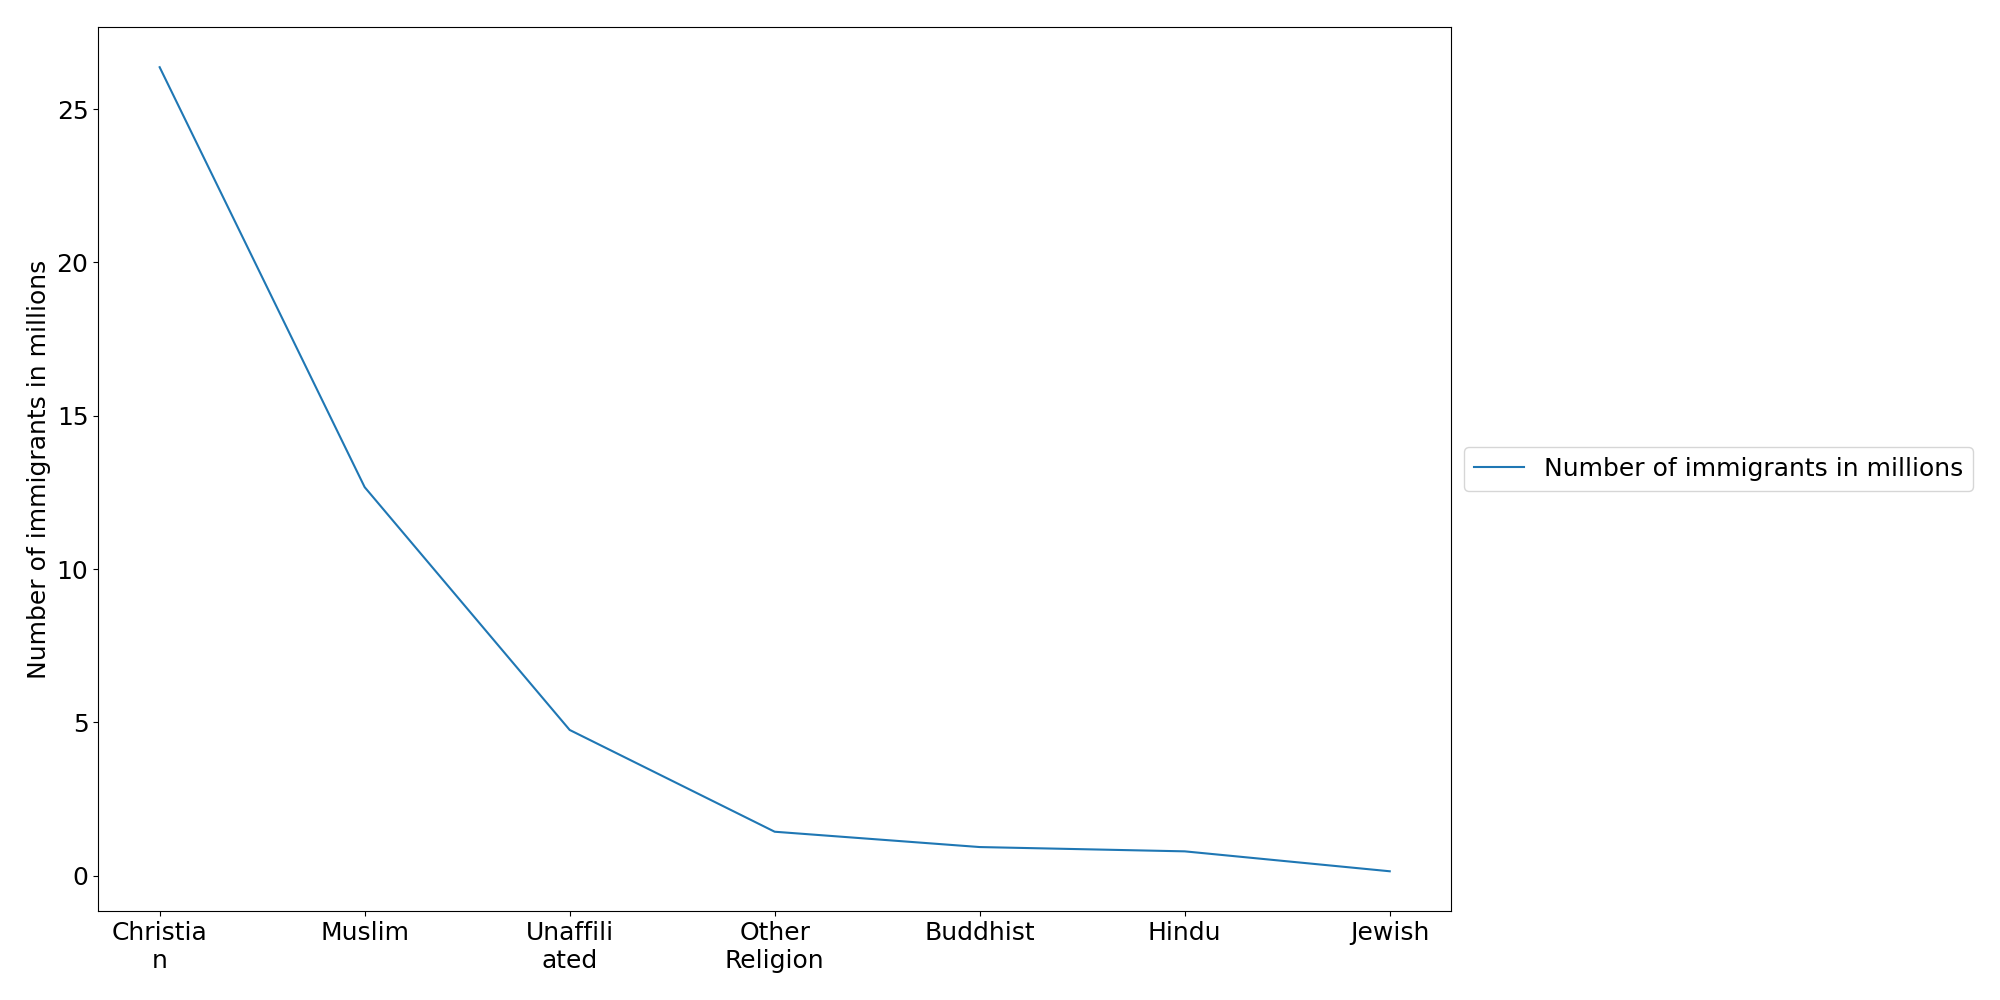 Number of immigrants in millions
25
20
15
10
5
0
Christia
n
Muslim
Unaffili
ated
Other
Religion
Buddhist
Hindu
Jewish
Number of immigrants in millions